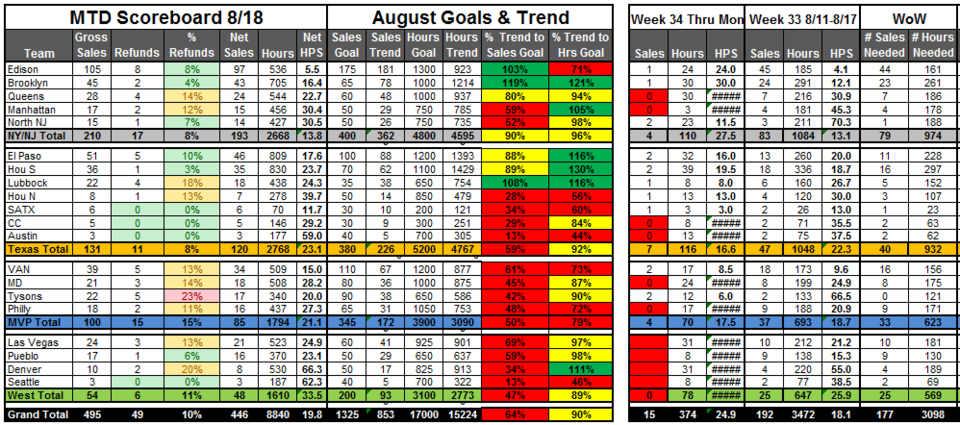 MTD Scoreboard 8/18 August Goals & Trend Week 34 Thru Mon Week 33 8/11-8/17 WoW
Gross % Net Net Sales Sales Hours Hours % Trend to % Trend to # Sales # Hours
Team Sales Refunds Refunds Sales Hours HPS Goal Trend Goal Trend Sales Goal Hrs Goal Sales Hours HPS Sales Hours HPS Needed Needed
Edison 105 8 8% 97 536 5.5 175 181 1300 923 103% 71% 1 24 24.0 45 185 4.1 44 161
Brooklyn 45 2 4% 43 705 16.4 65 78 1000 1214 119% 121% 1 30 30.0 24 291 12.1 23 261
Queens 28 4 14% 24 544 22.7 60 48 1000 937 80% 94% 0 30 ##### 7 216 30.9 7 186
Manhattan 17 2 12% 15 456 30.4 50 29 750 785 59% 105% 0 3 ##### 4 181 45.3 4 178
North NJ 15 1 7% 14 427 30.5 50 26 750 735 52% 98% 2 23 11.5 3 211 70.3 1 188
NY/NJ Total 210 17 8% 193 2668 13.8 400 362 4800 4595 90% 96% 4 110 27.5 83 1084 13.1 79 974
El Paso 51 5 10% 46 809 17.6 100 88 1200 1393 88% 116% 2 32 16.0 13 260 20.0 11 228
Hou S 36 1 3% 35 830 23.7 70 62 1100 1429 89% 130% 2 39 19.5 18 336 18.7 16 297
Lubbock 22 4 18% 18 438 24.3 35 38 650 754 108% 116% 1 8 8.0 6 160 26.7 5 152
Hou N 8 1 13% 7 278 39.7 50 14 850 479 28% 56% 1 13 13.0 4 120 30.0 3 107
SATX 6 0 0% 6 70 11.7 30 10 200 121 34% 60% 1 3 3.0 2 26 13.0 1 23
CC 5 0 0% 5 146 29.2 30 9 300 251 29% 84% 0 8 ##### 2 71 35.5 2 63
Austin 3 0 0% 3 177 59.0 40 5 700 305 13% 44% 0 13 ##### 2 75 37.5 2 62
Texas Total 131 11 8% 120 2768 23.1 380 226 5200 4767 59% 92% 7 116 16.6 47 1048 22.3 40 932
VAN 39 5 13% 34 509 15.0 110 67 1200 877 61% 73% 2 17 8.5 18 173 9.6 16 156
MD 21 3 14% 18 508 28.2 80 36 1000 875 45% 87% 0 24 ##### 8 199 24.9 8 175
Tysons 22 5 23% 17 340 20.0 90 38 650 586 42% 90% 2 12 6.0 2 133 66.5 0 121
Philly 18 2 11% 16 437 27.3 65 31 1050 753 48% 72% 0 17 ##### 9 188 20.9 9 171
MVP Total 100 15 15% 85 1794 21.1 345 172 3900 3090 50% 79% 4 70 17.5 37 693 18.7 33 623
Las Vegas 24 3 13% 21 523 24.9 60 41 925 901 69% 97% 31 ##### 10 212 21.2 10 181
Pueblo 17 1 6% 16 370 23.1 50 29 650 637 59% 98% 8 ##### 9 138 15.3 9 130
Denver 10 2 20% 8 530 66.3 50 17 825 913 34% 111% 31 ##### 4 220 55.0 4 189
Seattle 3 0 0% 3 187 62.3 40 5 700 322 13% 46% 8 ##### 2 77 38.5 2 69
West Total 54 6 11% 48 1610 33.5 200 93 3100 2773 47% 89% 0 78 ##### 25 647 25.9 25 569
Grand Total 495 49 10% 446 8840 19.8 1325 853 17000 15224 64% 90% 15 374 24.9 192 3472 18.1 177 3098